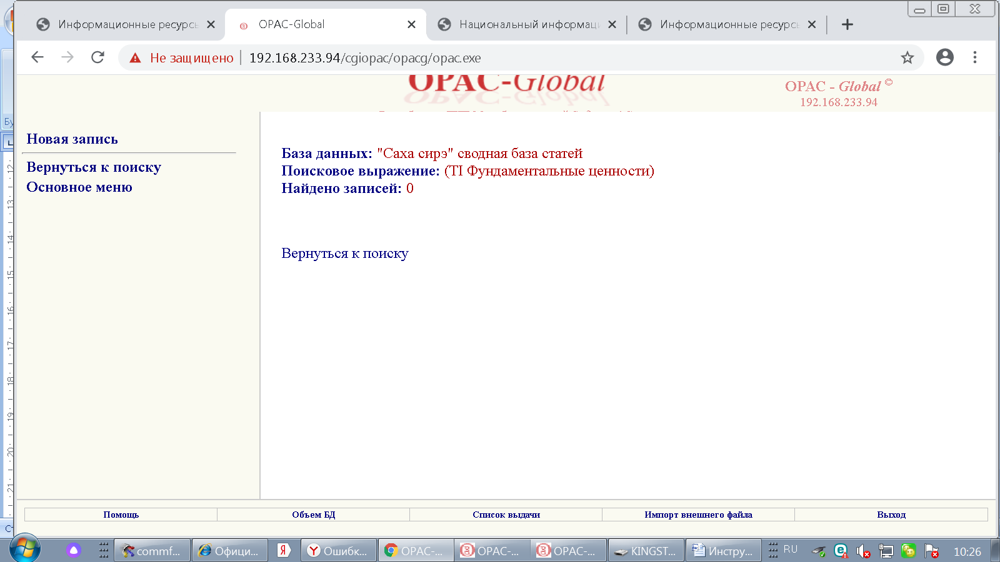 Информационные ресурсы
OPAC-Global
Национальный информац
Информационные ресурсь
Не защищено
192.168.233.94/cgiopac/opacg/opac.exe
OPAC-Global
OPAC - Global ©
192.168.233.94
Новая запись
Вернуться к поиску
Основное меню
База данных: "Саха сирэ" сводная база статей
Поисковое выражение: (TI Фундаментальные ценности)
Найдено записей: 0
Вернуться к поиску
Помощь
Объем БД
Список выдачи
Импорт внешнего файла
Выход
commf...
Офици...
Ошибк...
OPAC-...
OPAC-...
OPAC-...
KINGST...
Инстру...
RU
10:26